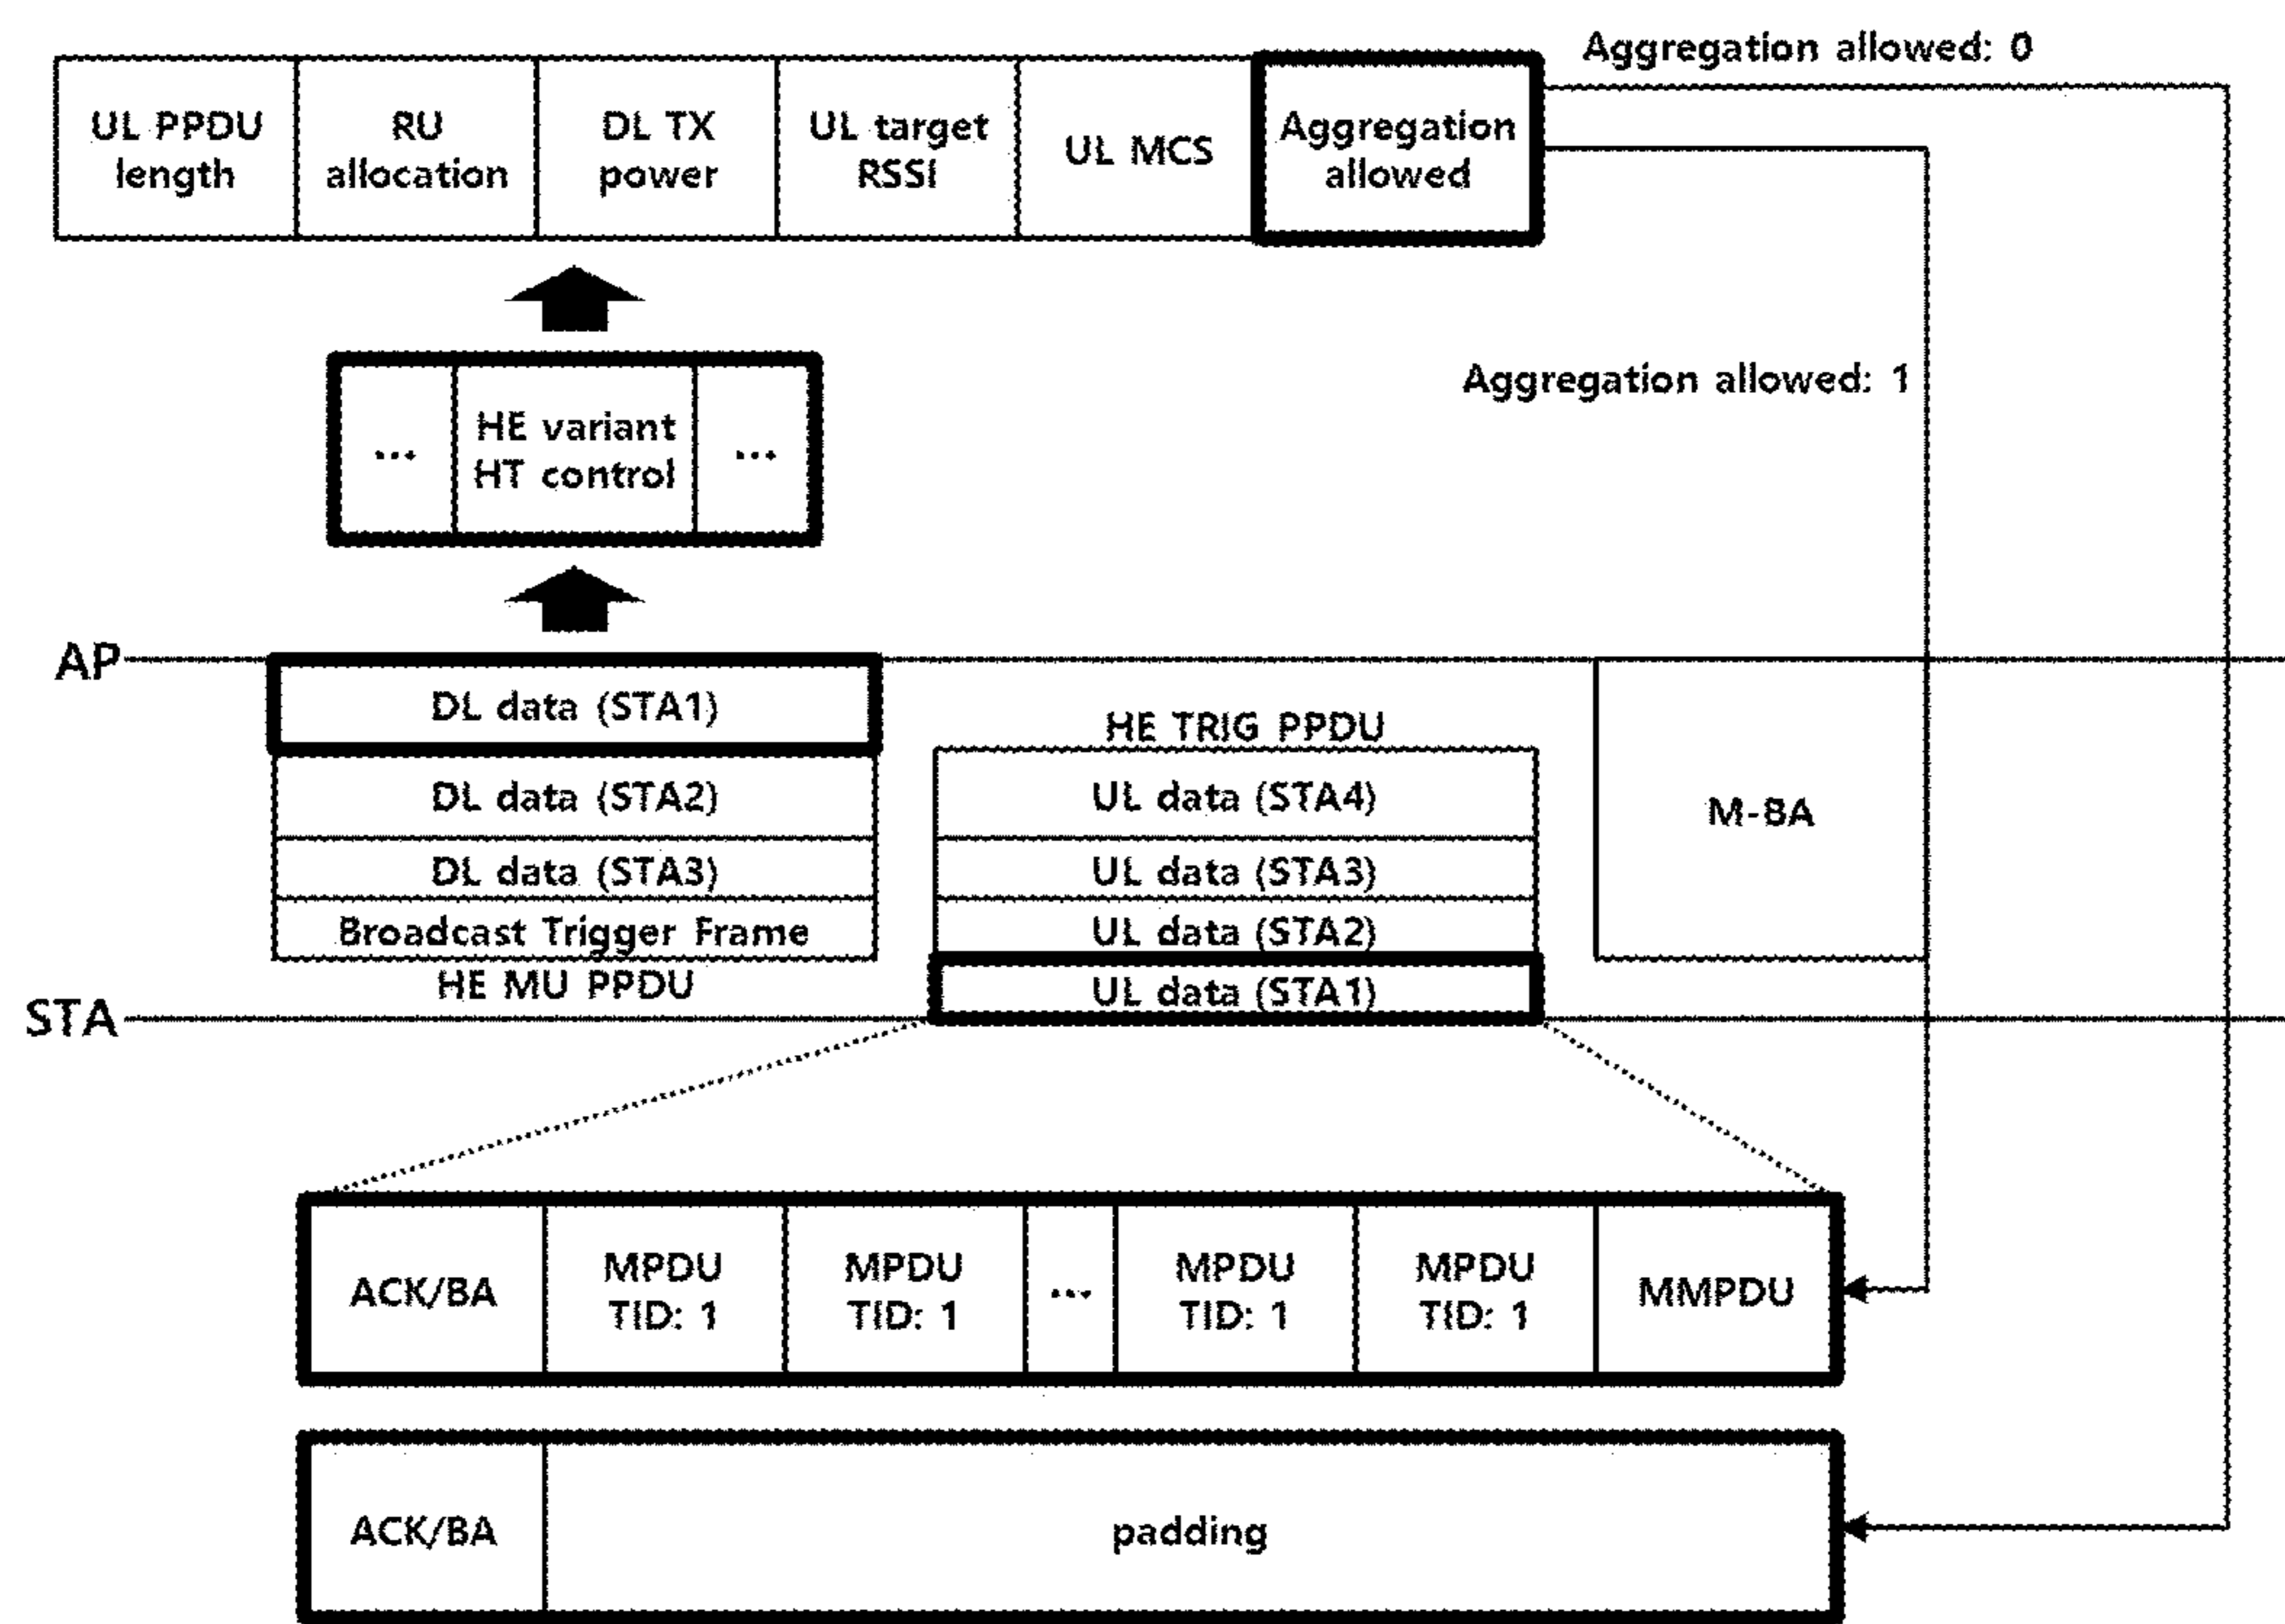 Aggregation allowed: 0
UL PPDU
length
RU
allocation
DL TX
power
UL target
RSSI
UL MCS
Aggregation
allowed
Aggregation allowed: 1
...
HE variant
HT control
...
AP
DL data (STA1)
DL data (STA2)
DL data (STA3)
Broadcast Trigger Frame
HE MU PPDU
HE TRIG PPDU
UL data (STA4)
UL data (STA3)
UL data (STA2)
UL data (STA1)
M-BA
STA
ACK/BA
MPDU
TID: 1
MPDU
TID: 1
...
MPDU
TID: 1
MPDU
TID: 1
MMPDU
ACK/BA
padding